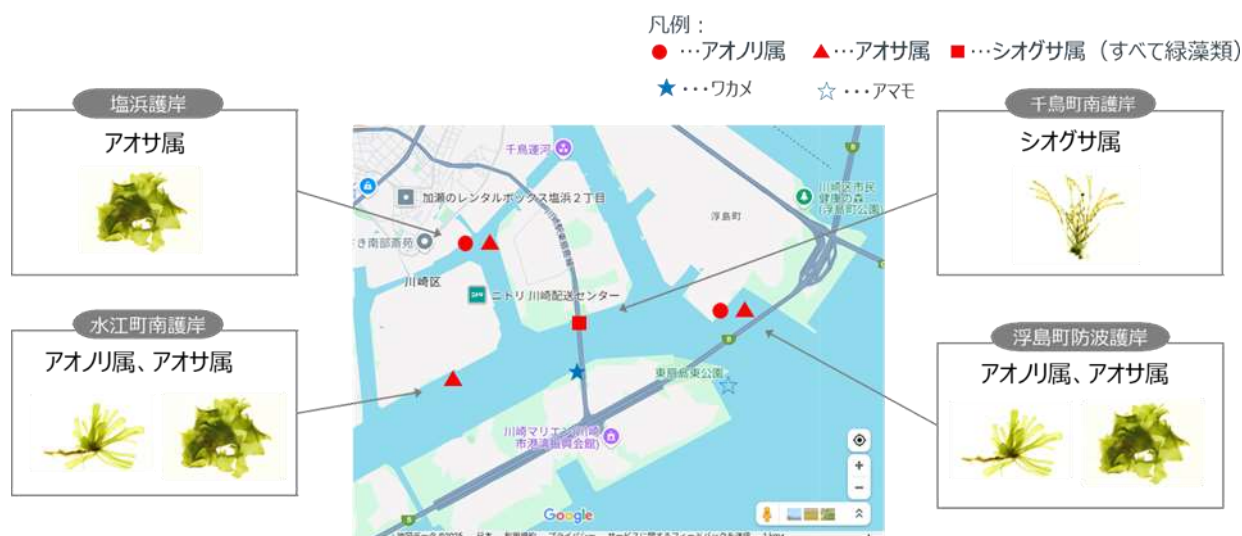 凡例：
●…アオノリ属 ▲…アオサ属 ■…シオグサ属（すべて緑藻類）
★・・・ワカメ ☆・・・アマモ
塩浜護岸
アオサ属
千鳥町南護岸
シオグサ属
千鳥運河
加瀬のレンタルボックス塩浜２丁目
き南部斎苑
川崎区
ニトリ 川崎配送センター
浮島町
川崎区市民
健康の森
(浮島町公園)
東扇島東公園
川崎マリエン(川崎
市港湾振興会館)
水江町南護岸
アオノリ属、アオサ属
浮島町防波護岸
アオノリ属、アオサ属
Google